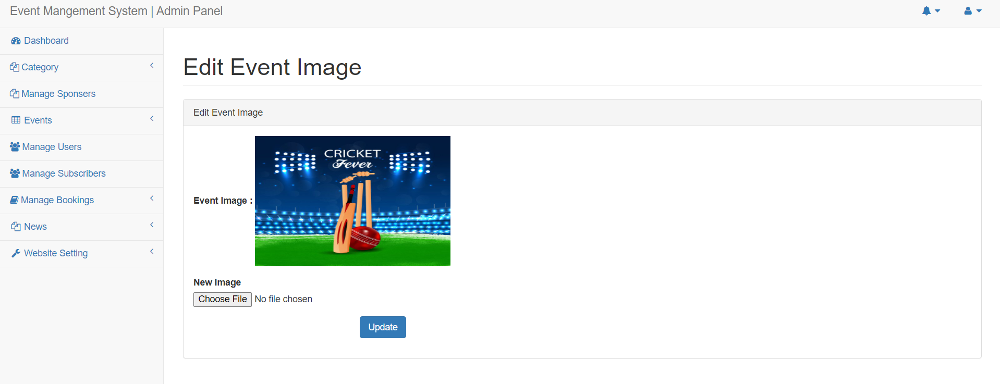 Event Mangement System | Admin Panel
Dashboard
Category
Manage Sponsers
Events
Manage Users
Manage Subscribers
Manage Bookings
News
Website Setting
Edit Event Image
Edit Event Image
Event Image :
CRICKET
Fever
New Image
Choose File No file chosen
Update